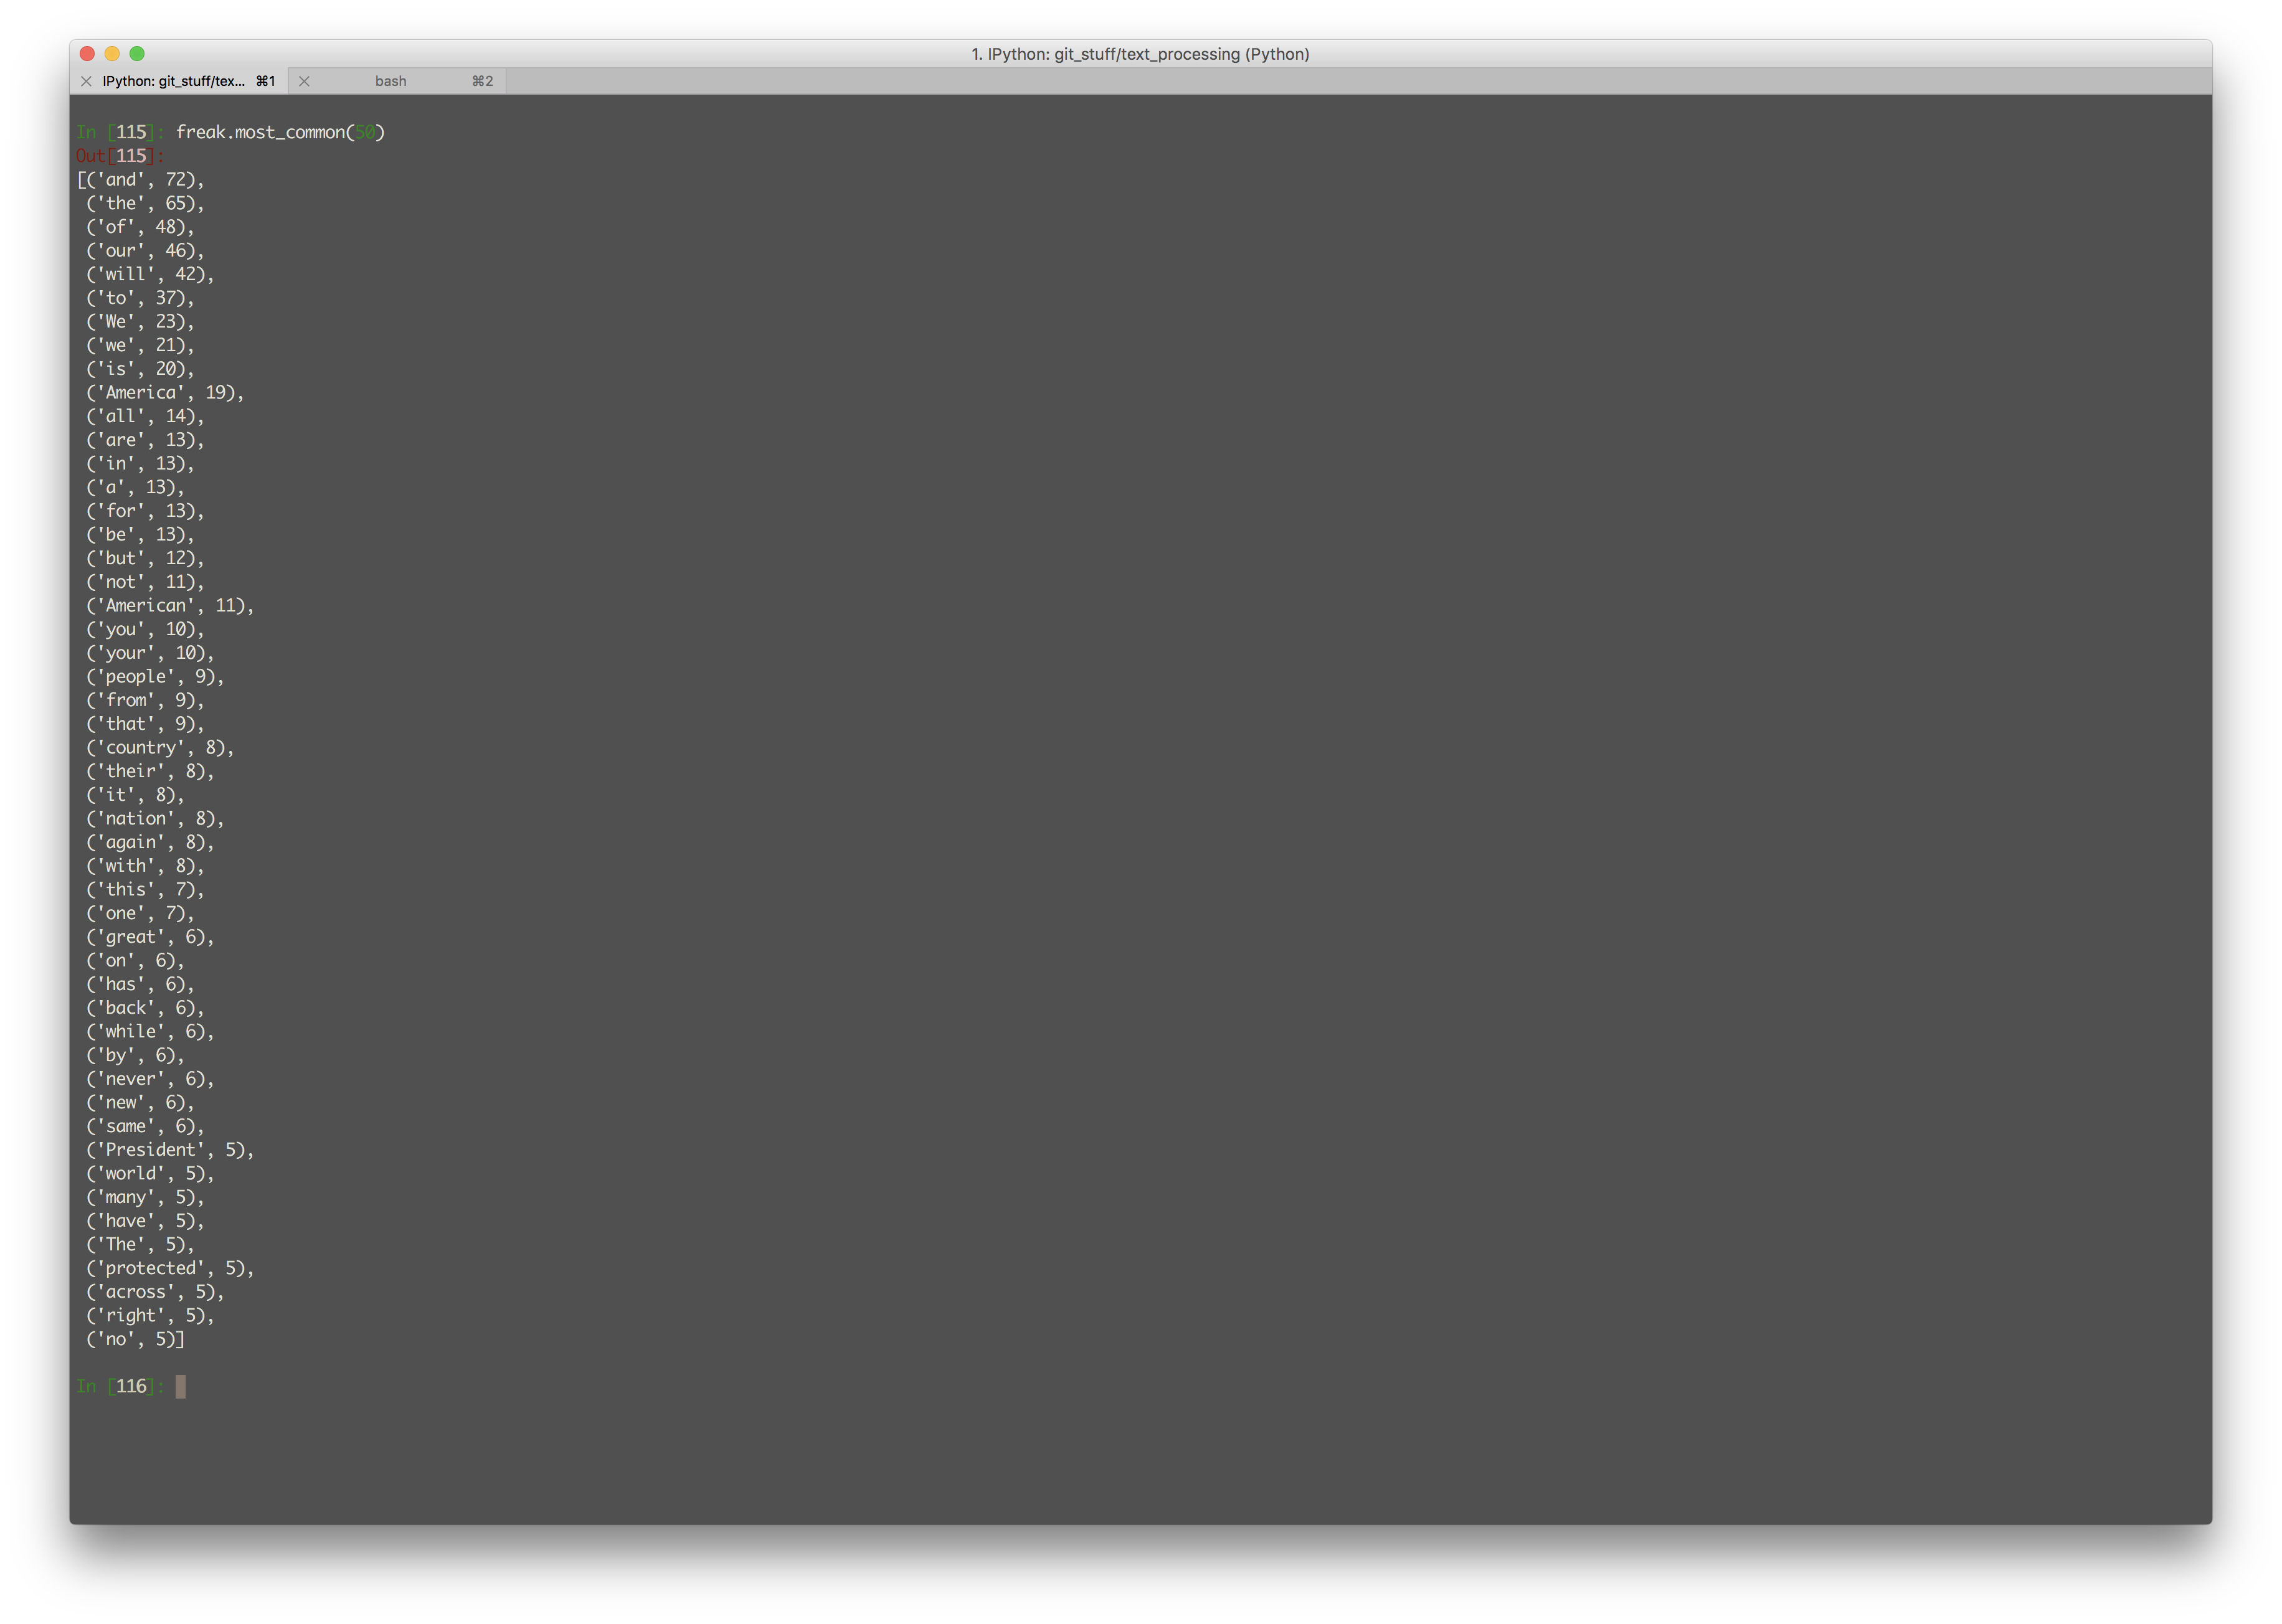 1. IPython: git_stuff/text_processing (Python)
IPython: git_stuff/tex... ⌘1 bash ⌘2
In [115]: freak.most_common(50)
Out[115]:
[('and', 72),
('the', 65),
('of', 48),
('our', 46),
('will', 42),
('to', 37),
('We', 23),
('we', 21),
('is', 20),
('America', 19),
('all', 14),
('are', 13),
('in', 13),
('a', 13),
('for', 13),
('be', 13),
('but', 12),
('not', 11),
('American', 11),
('you', 10),
('your', 10),
('people', 9),
('from', 9),
('that', 9),
('country', 8),
('their', 8),
('it', 8),
('nation', 8),
('again', 8),
('with', 8),
('this', 7),
('one', 7),
('great', 6),
('on', 6),
('has', 6),
('back', 6),
('while', 6),
('by', 6),
('never', 6),
('new', 6),
('same', 6),
('President', 5),
('world', 5),
('many', 5),
('have', 5),
('The', 5),
('protected', 5),
('across', 5),
('right', 5),
('no', 5)]
In [116]: